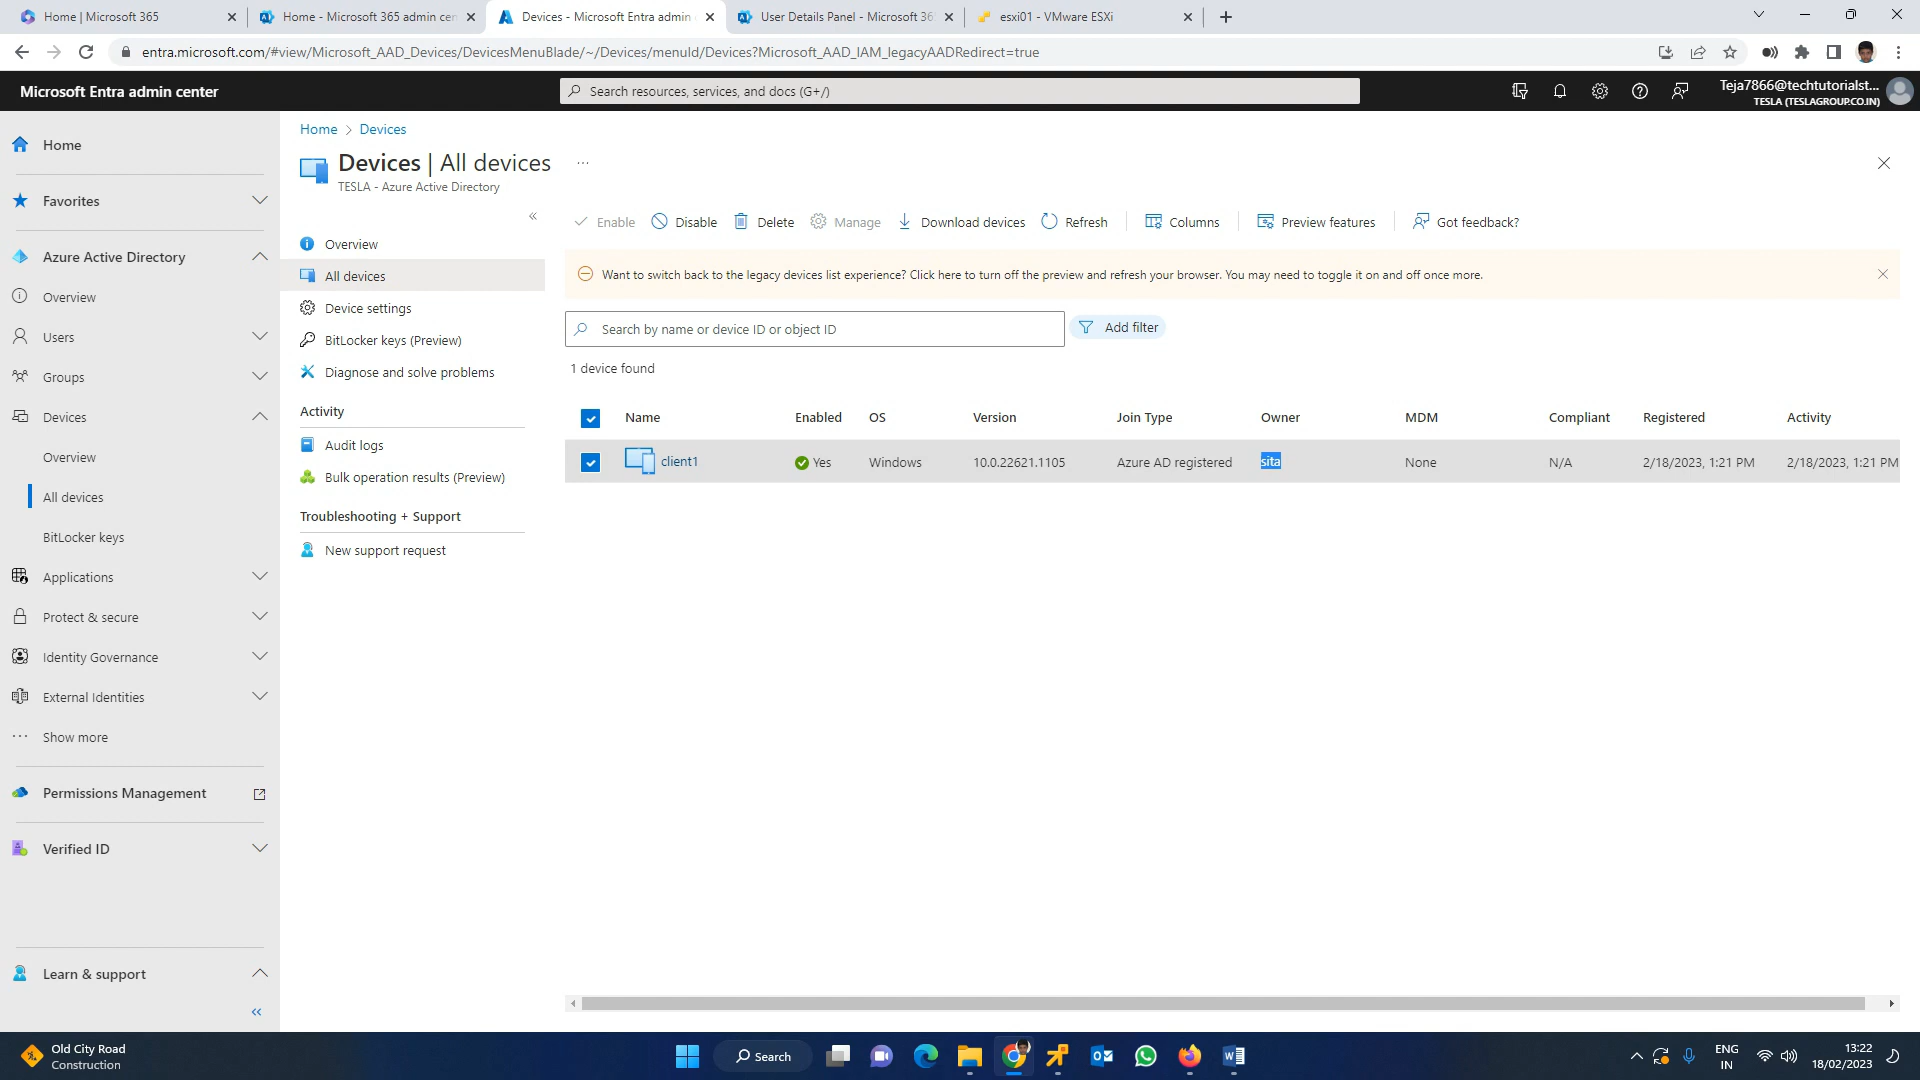 Home | Microsoft 365
Home - Microsoft 365 admin cen
Devices - Microsoft Entra admin
User Details Panel - Microsoft 36
esxi01 - VMware ESXi
entra.microsoft.com/#view/Microsoft_AAD_Devices/DevicesMenuBlade/~/Devices/menuId/Devices?Microsoft_AAD_IAM_legacyAADRedirect=true
Microsoft Entra admin center
Search resources, services, and docs (G+/)
Teja7866@techtutorialst...
TESLA (TESLAGROUP.CO.IN)
Home
Favorites
Azure Active Directory
Overview
Users
Groups
Devices
Overview
All devices
BitLocker keys
Applications
Protect & secure
Identity Governance
External Identities
Show more
Permissions Management
Verified ID
Learn & support
Home > Devices
Devices | All devices ...
TESLA - Azure Active Directory
Overview
All devices
Device settings
BitLocker keys (Preview)
Diagnose and solve problems
Activity
Audit logs
Bulk operation results (Preview)
Troubleshooting + Support
New support request
Enable Disable Delete Manage Download devices Refresh Columns Preview features Got feedback?
Want to switch back to the legacy devices list experience? Click here to turn off the preview and refresh your browser. You may need to toggle it on and off once more.
Search by name or device ID or object ID
Add filter
1 device found
Name Enabled OS Version Join Type Owner MDM Compliant Registered Activity
client1 Yes Windows 10.0.22621.1105 Azure AD registered sita None N/A 2/18/2023, 1:21 PM 2/18/2023, 1:21 PM
Old City Road
Construction
Search
ENG
IN
13:22
18/02/2023